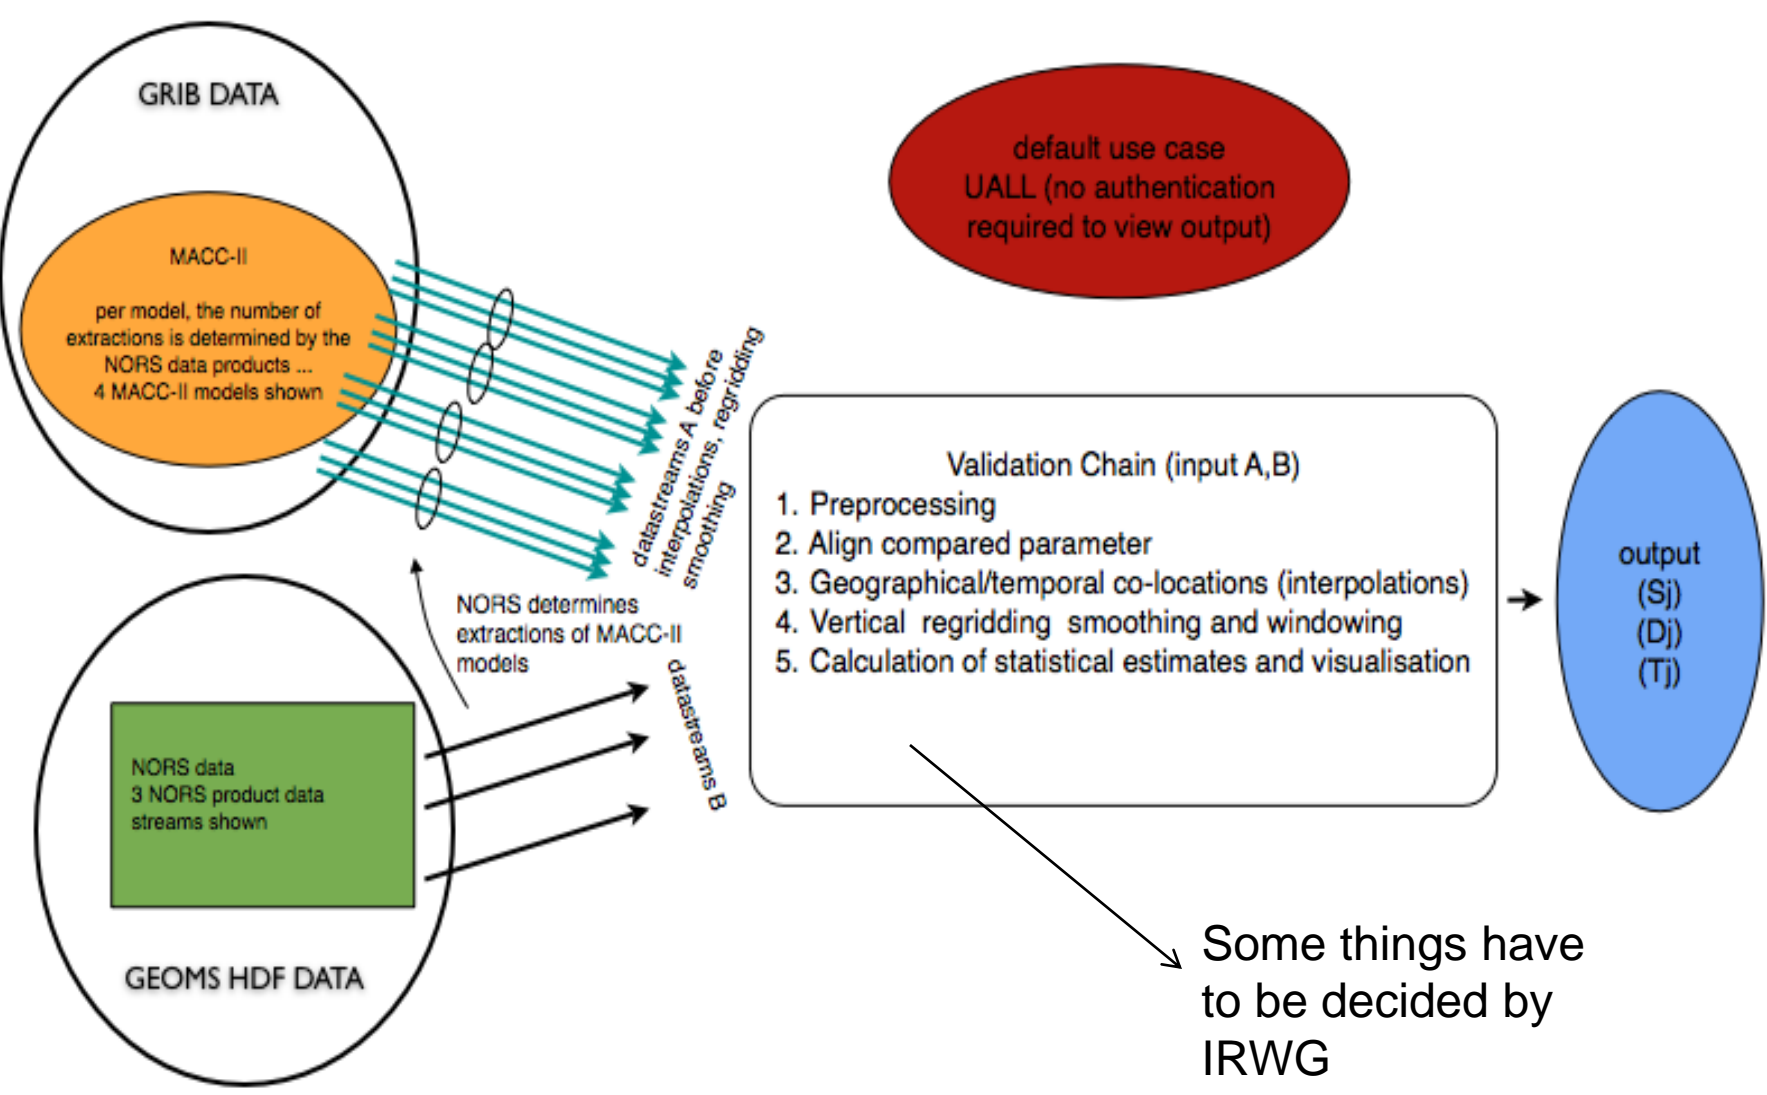 GRIB DATA
MACC-II
per model, the number of
extractions is determined by the
NORS data products ...
4 MACC-II models shown
default use case
UALL (no authentication
required to view output)
datastreams A before
interpolations, regridding
smoothing
NORS determines
extractions of MACC-II
models
datastreams B
NORS data
3 NORS product data
streams shown
GEOMS HDF DATA
Validation Chain (input A,B)
1. Preprocessing
2. Align compared parameter
3. Geographical/temporal co-locations (interpolations)
4. Vertical regridding smoothing and windowing
5. Calculation of statistical estimates and visualisation
output
(Sj)
(Dj)
(Tj)
Some things have
to be decided by
IRWG